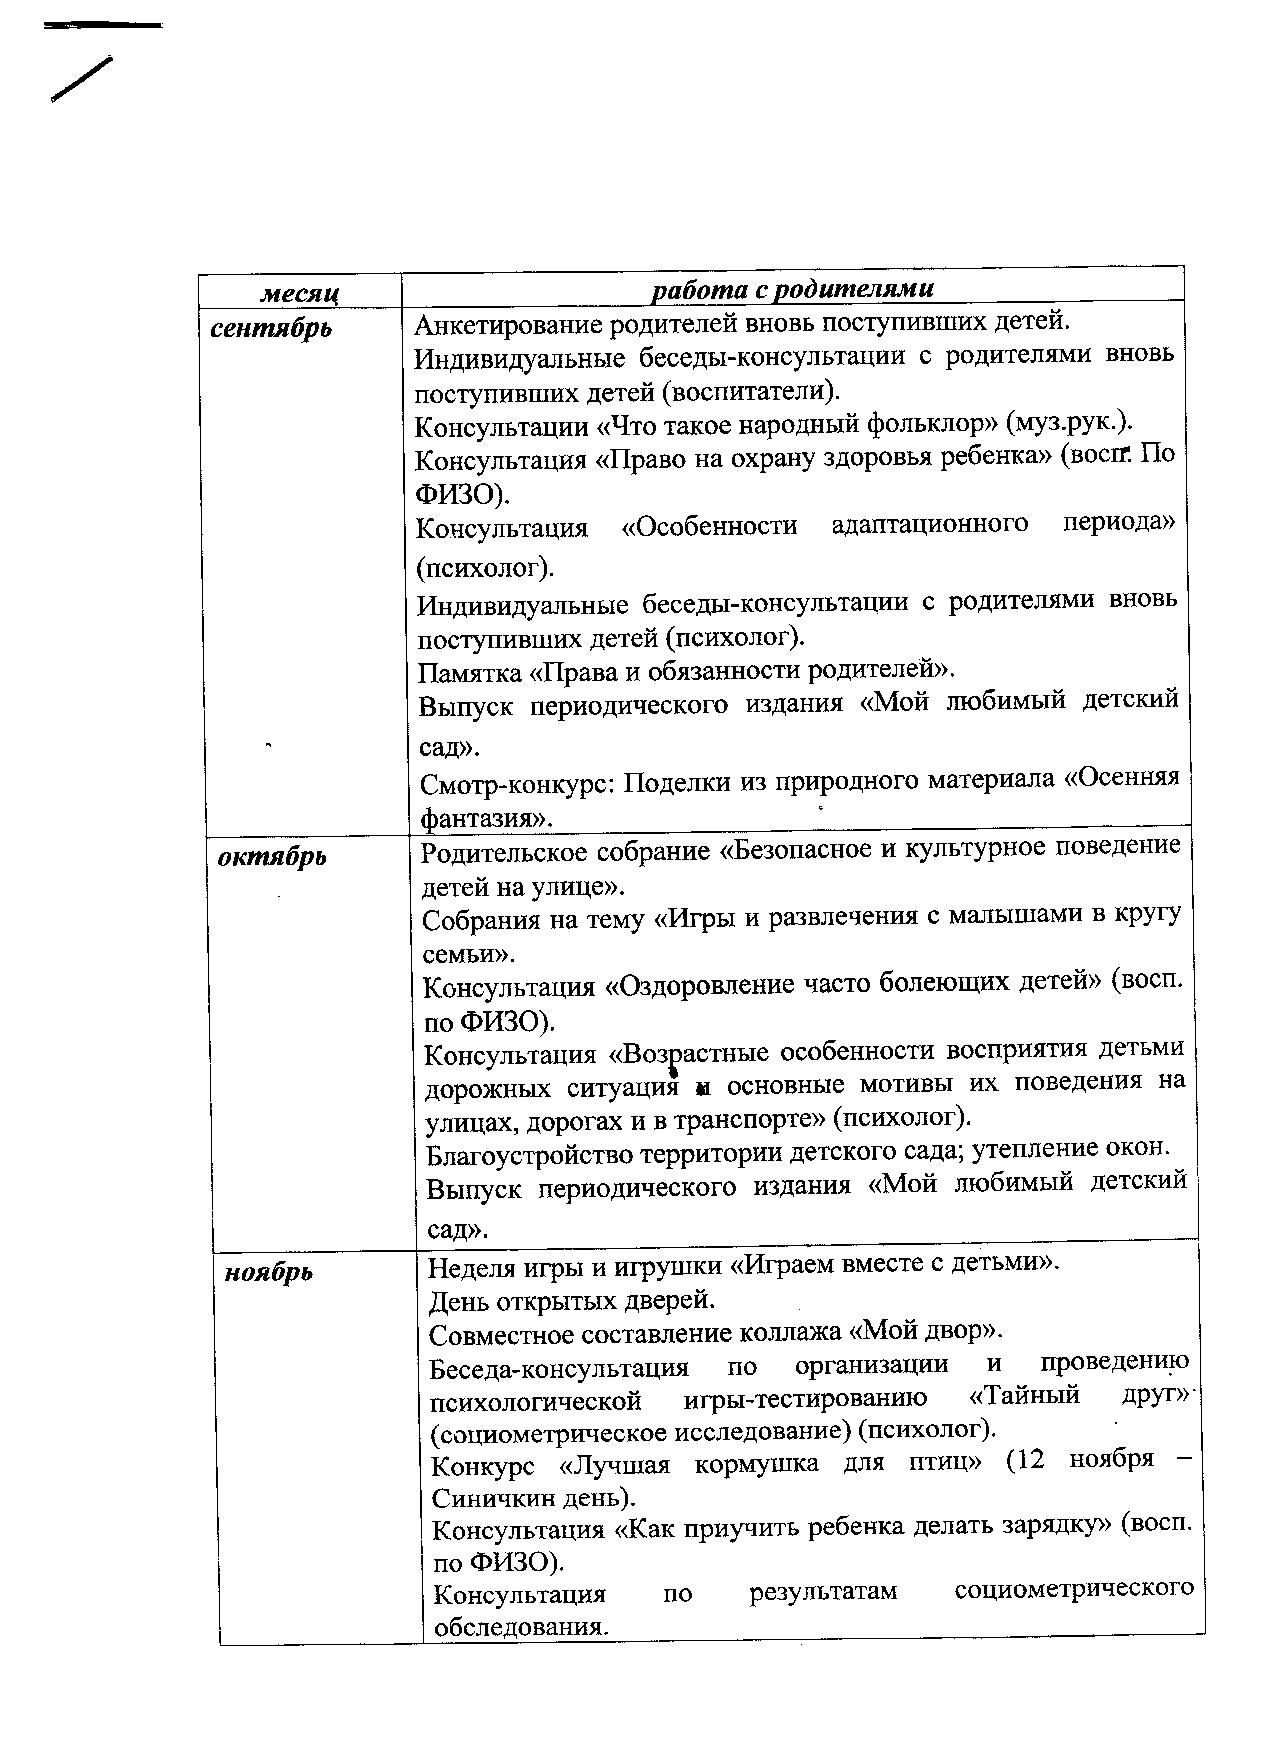 месяц работа с родителями
сентябрь Анкетирование родителей вновь поступивших детей.
Индивидуальные беседы-консультации с родителями вновь
поступивших детей (воспитатели).
Консультации «Что такое народный фольклор» (муз.рук.).
Консультация «Право на охрану здоровья ребенка» (восп. По
ФИЗО).
Консультация «Особенности адаптационного периода»
(психолог).
Индивидуальные беседы-консультации с родителями вновь
поступивших детей (психолог).
Памятка «Права и обязанности родителей».
Выпуск периодического издания «Мой любимый детский
сад».
Смотр-конкурс: Поделки из природного материала «Осенняя
фантазия».
октябрь Родительское собрание «Безопасное и культурное поведение
детей на улице».
Собрания на тему «Игры и развлечения с малышами в кругу
семьи».
Консультация «Оздоровление часто болеющих детей» (восп.
по ФИЗО).
Консультация «Возрастные особенности восприятия детьми
дорожных ситуация и основные мотивы их поведения на
улицах, дорогах и в транспорте» (психолог).
Благоустройство территории детского сада; утепление окон.
Выпуск периодического издания «Мой любимый детский
сад».
ноябрь Неделя игры и игрушки «Играем вместе с детьми».
День открытых дверей.
Совместное составление коллажа «Мой двор».
Беседа-консультация по организации и проведению
психологической игры-тестированию «Тайный друг»
(социометрическое исследование) (психолог).
Конкурс «Лучшая кормушка для птиц» (12 ноября –
Синичкин день).
Консультация «Как приучить ребенка делать зарядку» (восп.
по ФИЗО).
Консультация по результатам социометрического
обследования.